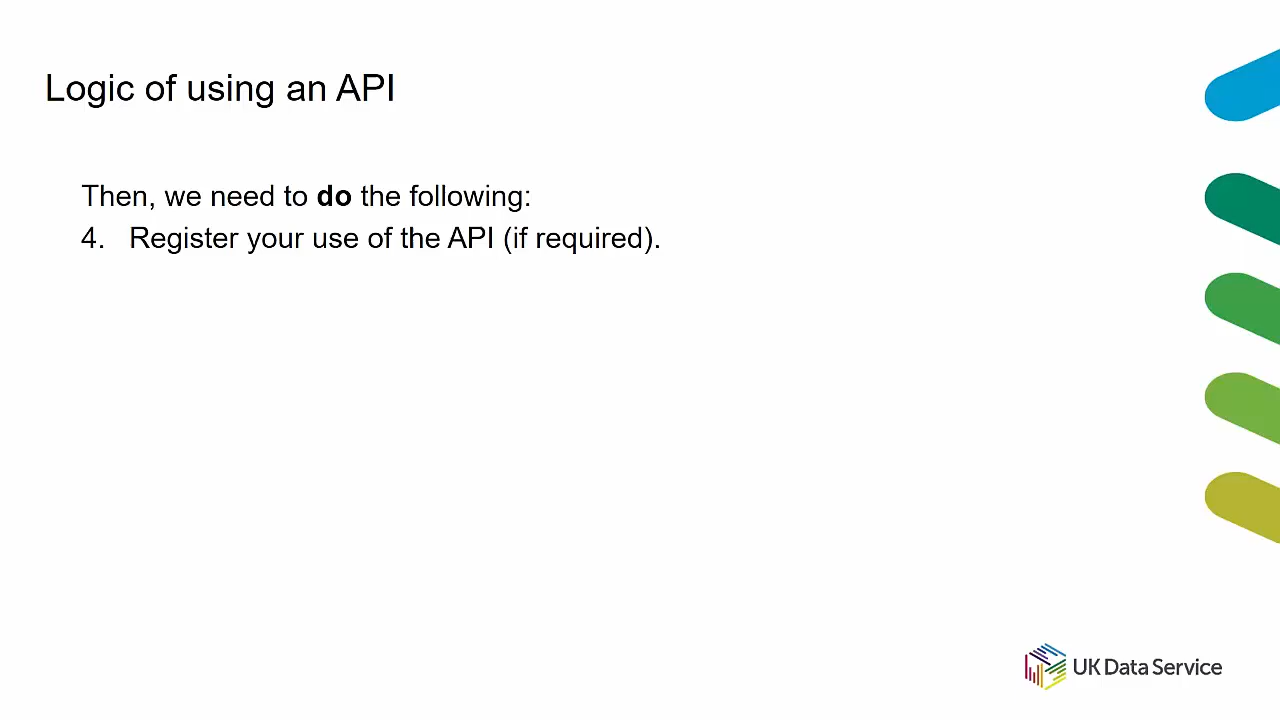 Logic of using an API
Then, we need to do the following:
4. Register your use of the API (if required).
UK Data Service